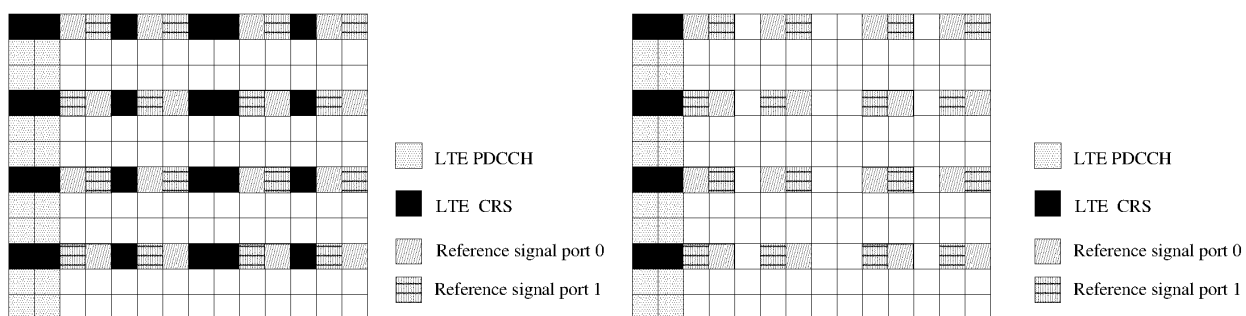 LTE PDCCH
LTE CRS
Reference signal port 0
Reference signal port 1
LTE PDCCH
LTE CRS
Reference signal port 0
Reference signal port 1